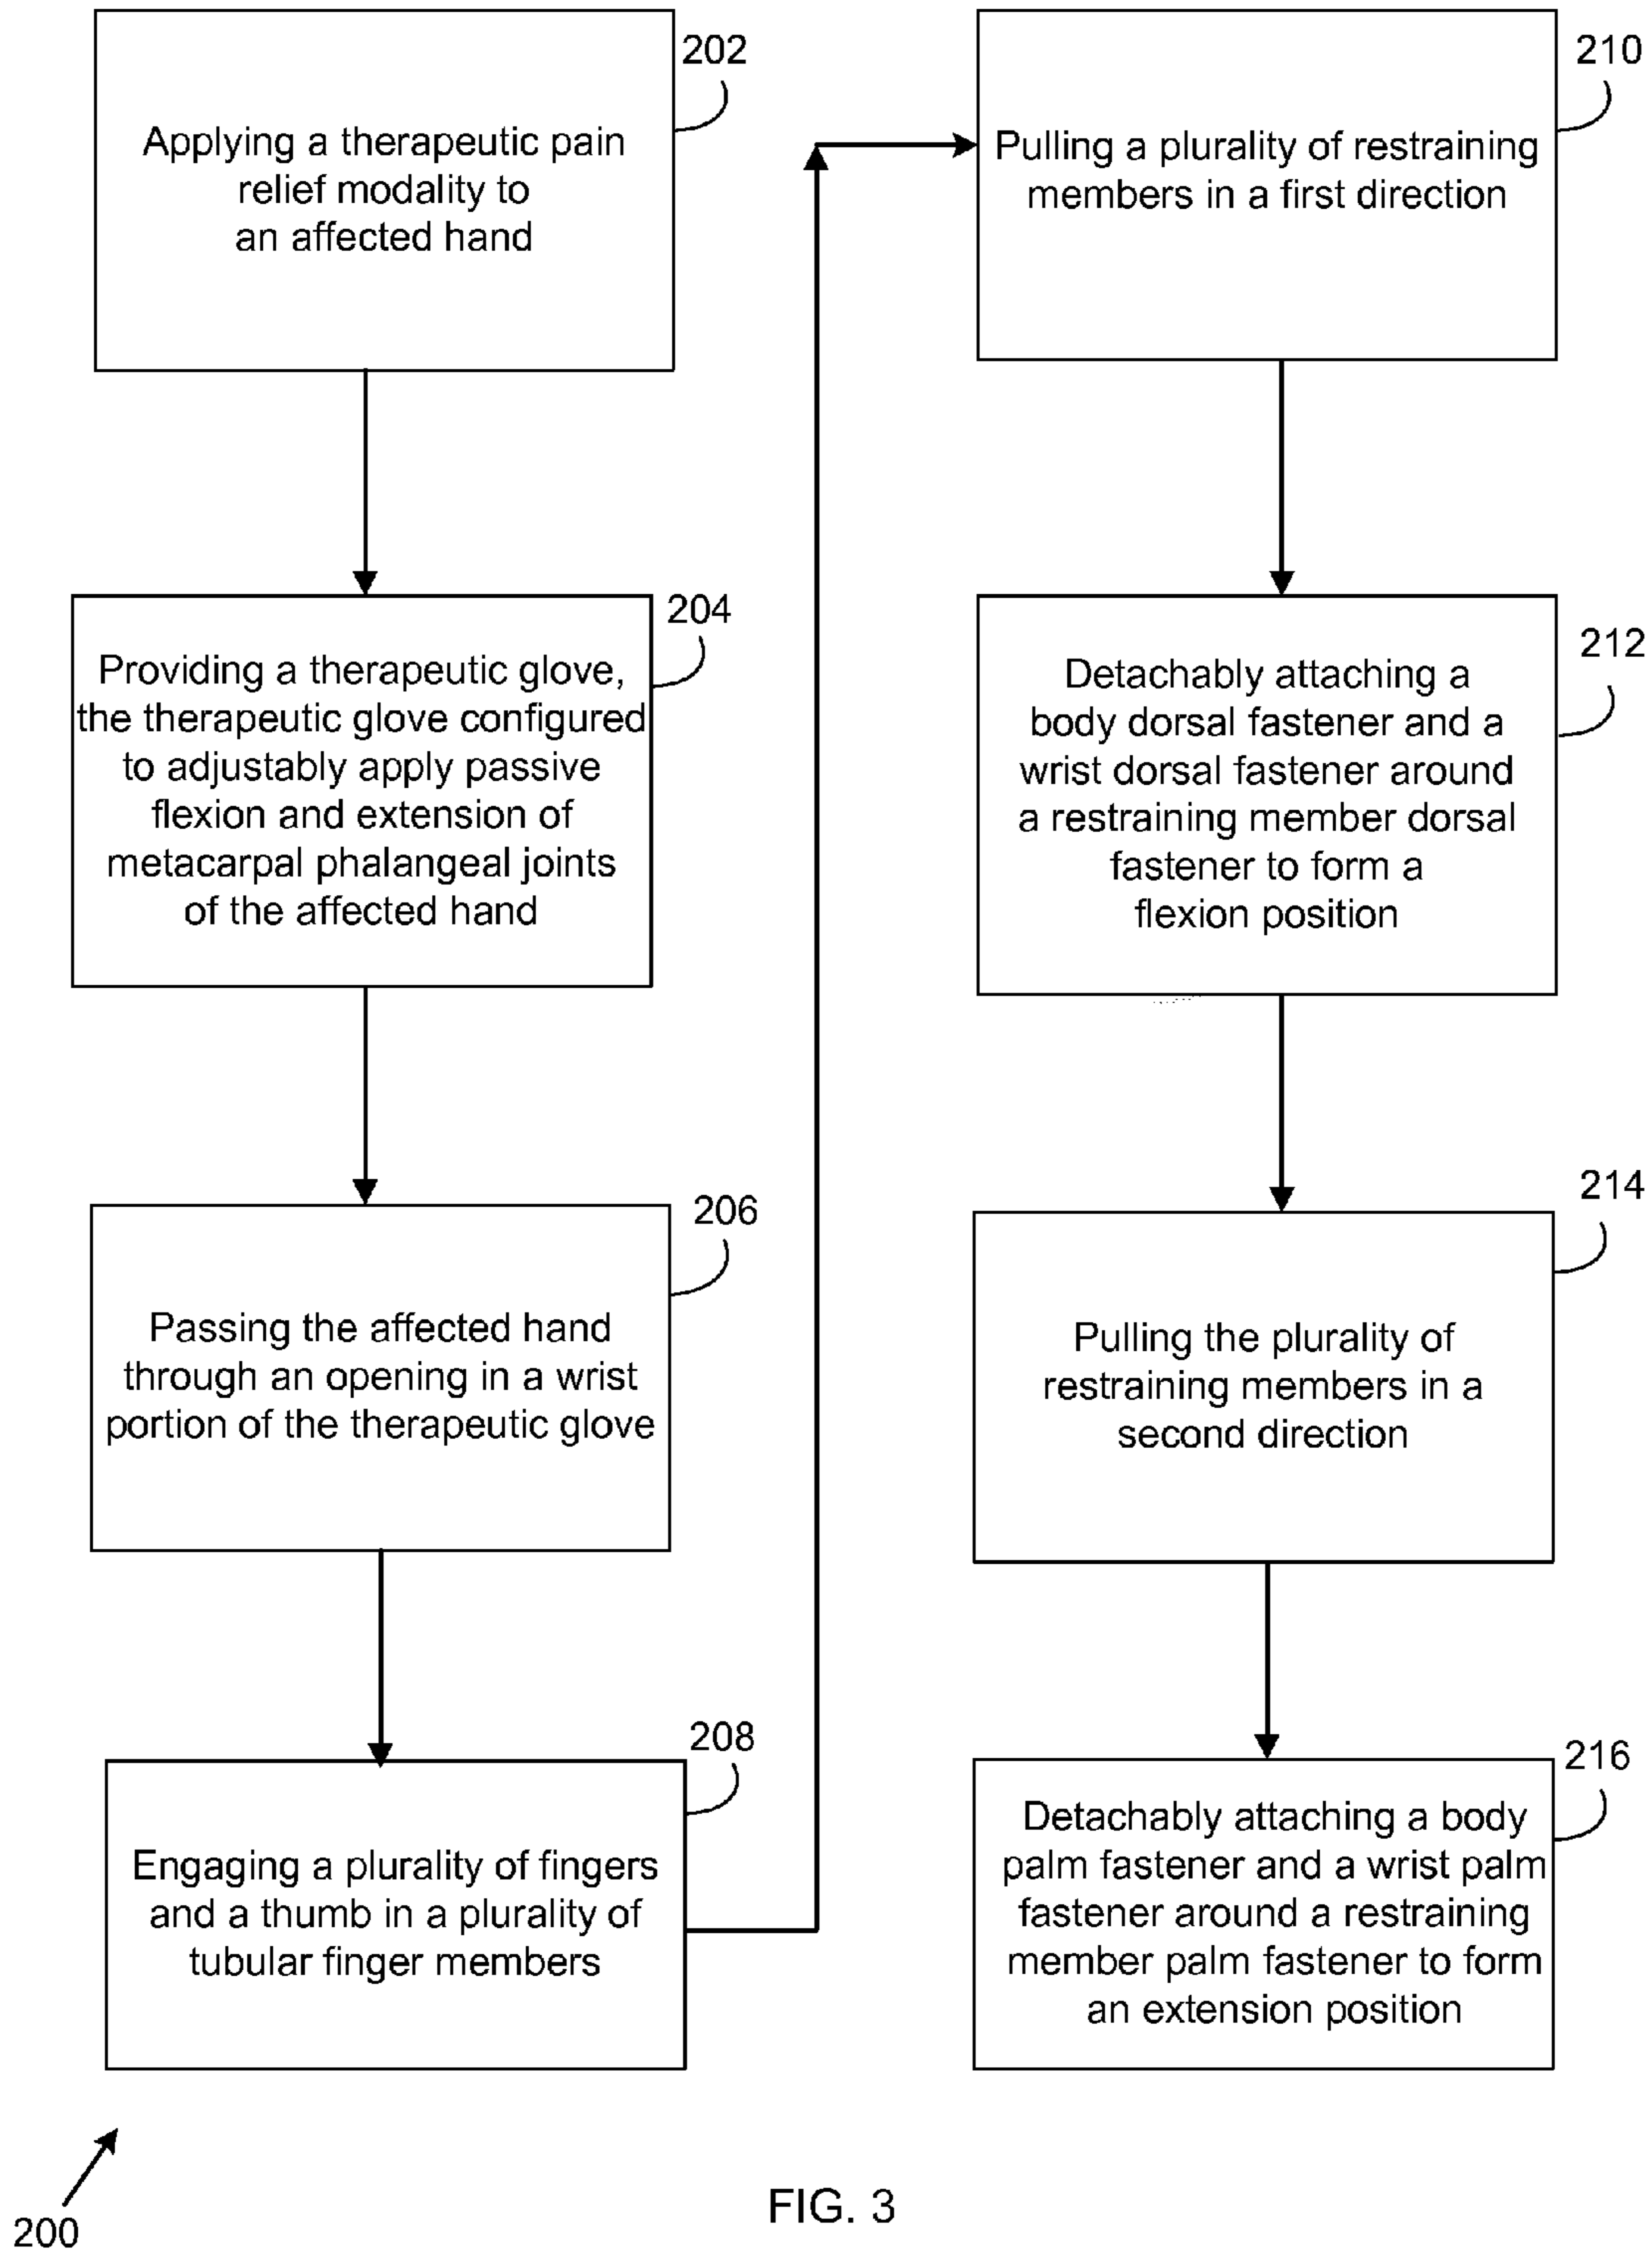 202
Applying a therapeutic pain
relief modality to
an affected hand
204
Providing a therapeutic glove,
the therapeutic glove configured
to adjustably apply passive
flexion and extension of
metacarpal phalangeal joints
of the affected hand
206
Passing the affected hand
through an opening in a wrist
portion of the therapeutic glove
208
Engaging a plurality of fingers
and a thumb in a plurality of
tubular finger members
210
Pulling a plurality of restraining
members in a first direction
212
Detachably attaching a
body dorsal fastener and a
wrist dorsal fastener around
a restraining member dorsal
fastener to form a
flexion position
214
Pulling the plurality of
restraining members in a
second direction
216
Detachably attaching a body
palm fastener and a wrist palm
fastener around a restraining
member palm fastener to form
an extension position
200
FIG. 3